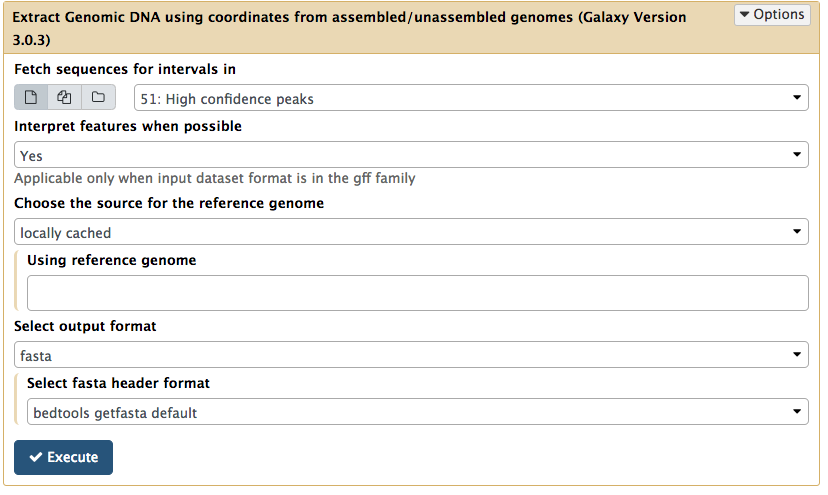 Extract Genomic DNA using coordinates from assembled/unassembled genomes (Galaxy Version
3.0.3)
Options
Fetch sequences for intervals in
51: High confidence peaks
Interpret features when possible
Yes
Applicable only when input dataset format is in the gff family
Choose the source for the reference genome
locally cached
Using reference genome
Select output format
fasta
Select fasta header format
bedtools getfasta default
Execute